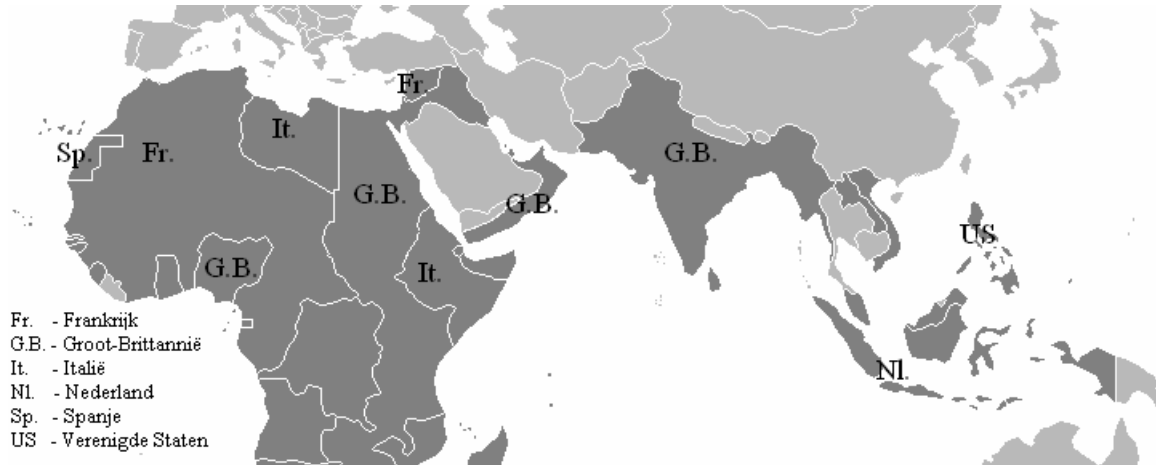 Fr.
It.
Sp.
Fr.
G.B.
G.B.
G.B.
US
G.B.
It.
Nl.
Fr. - Frankrijk
G.B. - Groot-Brittannië
It. - Italië
Nl. - Nederland
Sp. - Spanje
US - Verenigde Staten